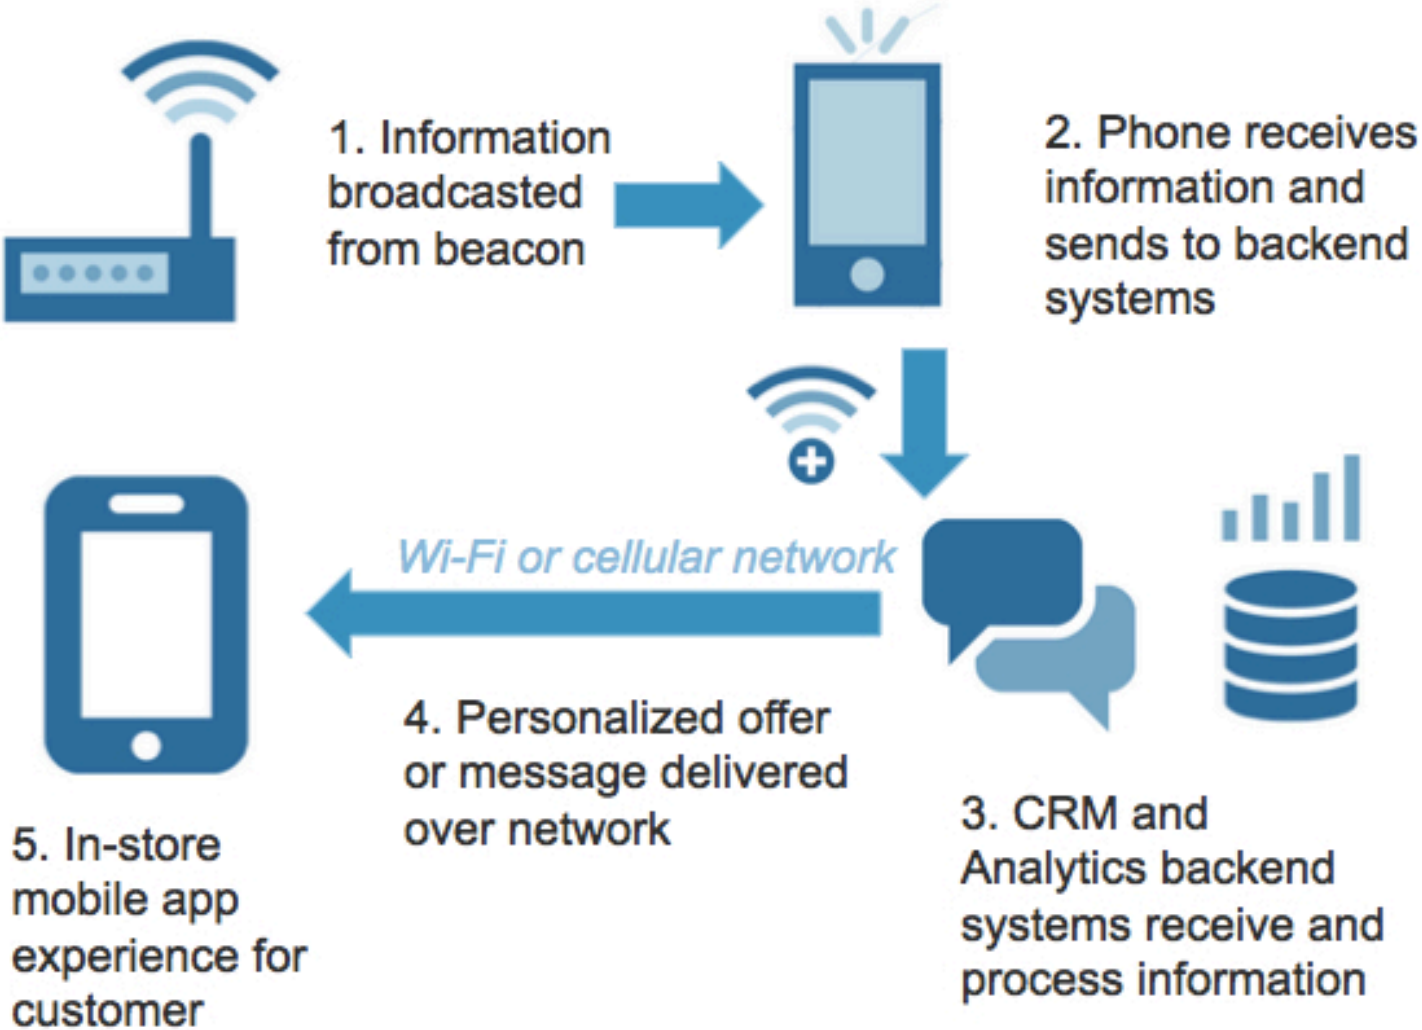 1. Information
broadcasted
from beacon
2. Phone receives
information and
sends to backend
systems
Wi-Fi or cellular network
3. CRM and
Analytics backend
systems receive and
process information
4. Personalized offer
or message delivered
over network
5. In-store
mobile app
experience for
customer